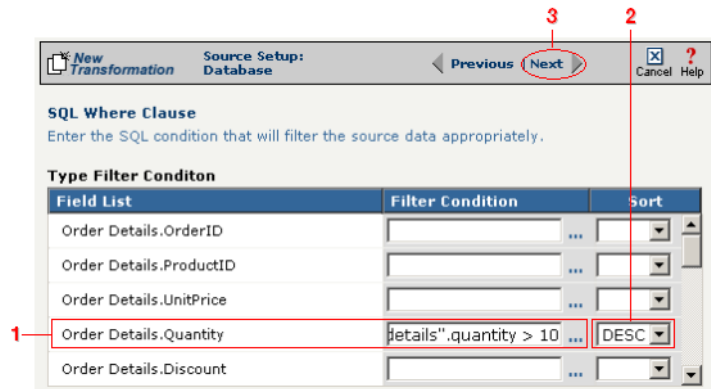 3 2
New Transformation Source Setup: Database Previous Next Cancel ? Help
SQL Where Clause
Enter the SQL condition that will filter the source data appropriately.
Type Filter Conditon
Field List Filter Condition Sort
Order Details.OrderID ...
Order Details.ProductID ...
Order Details.UnitPrice ...
1 Order Details.Quantity details".quantity > 10 ... DESC
Order Details.Discount ...